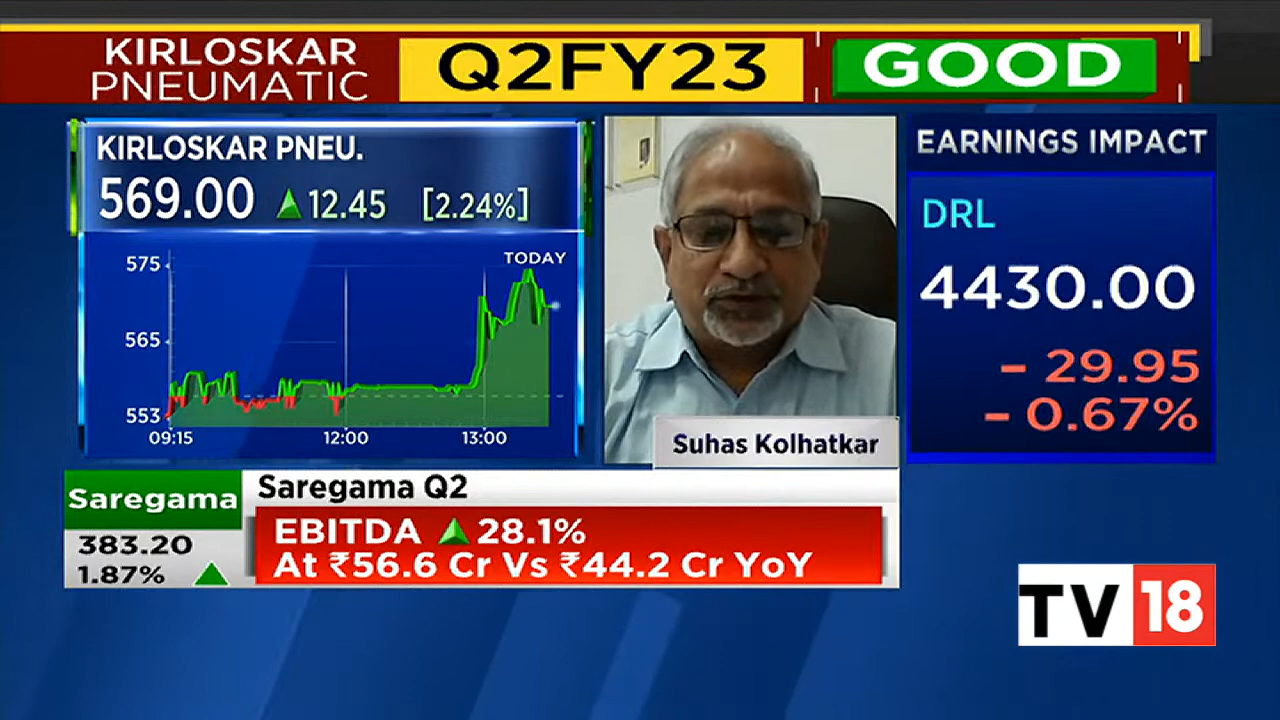 KIRLOSKAR
PNEUMATIC
Q2FY23
GOOD
KIRLOSKAR PNEU.
569.00 ▲ 12.45 [2.24%]
TODAY
575
565
553
09:15 12:00 13:00
Suhas Kolhatkar
EARNINGS IMPACT
DRL
4430.00
- 29.95
- 0.67%
Saregama
383.20
1.87% ▲
Saregama Q2
EBITDA ▲ 28.1%
At ₹56.6 Cr Vs ₹44.2 Cr YoY
TV 18